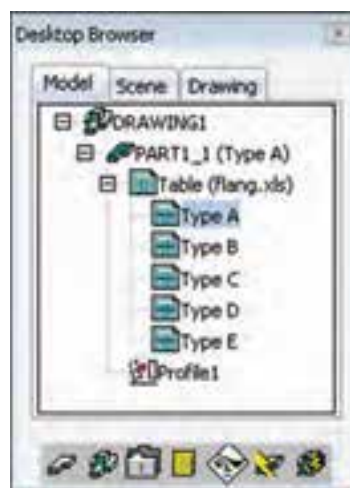 Desktop Browser
Model Scene Drawing
DRAWING1
PART1_1 (Type A)
Table (flang.xls)
Type A
Type B
Type C
Type D
Type E
Profile1